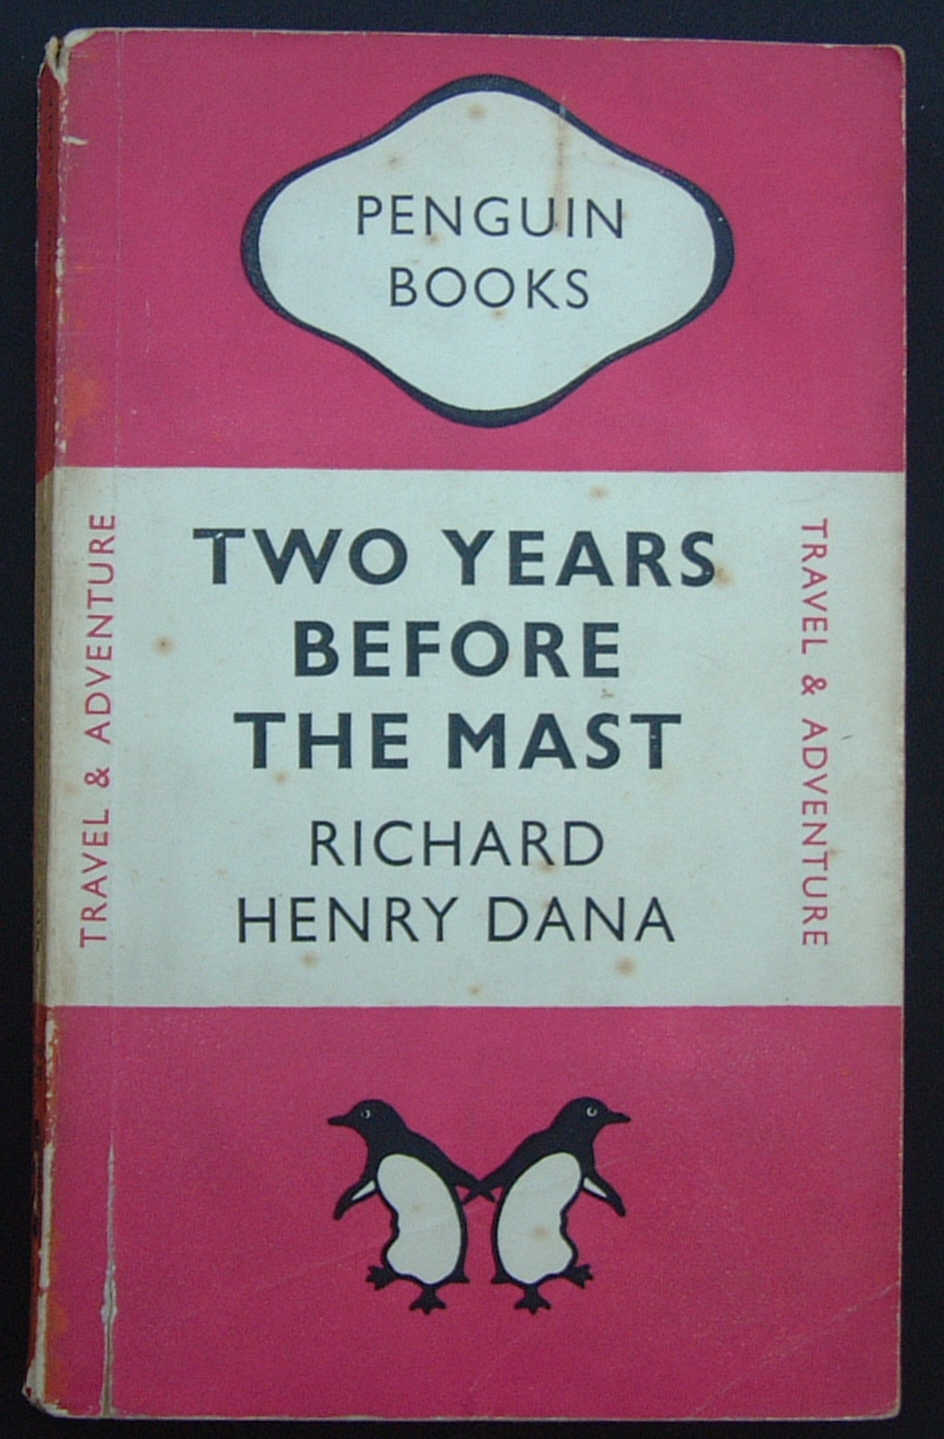 PENGUIN
BOOKS
TRAVEL & ADVENTURE
TWO YEARS
BEFORE
THE MAST
RICHARD
HENRY DANA
TRAVEL & ADVENTURE